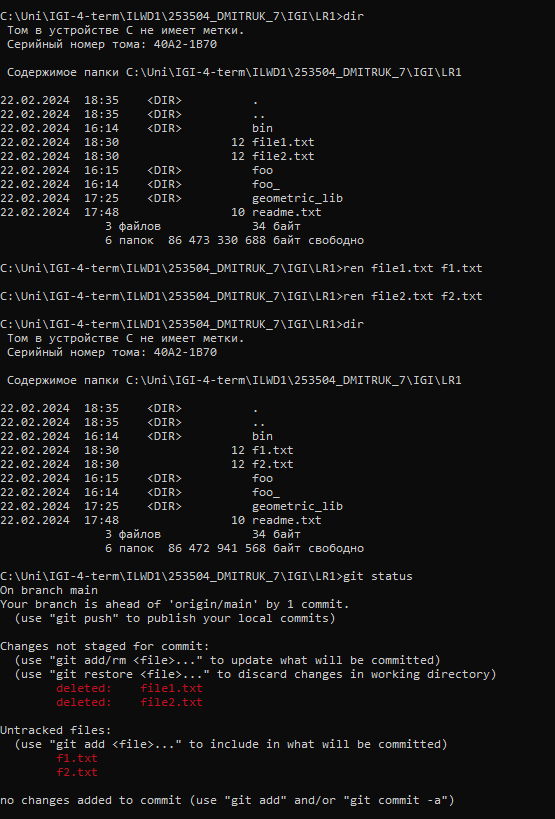 C:\Uni\IGI-4-term\ILWD1\253504_DMITRUK_7\IGI\LR1>dir
Том в устройстве C не имеет метки.
Серийный номер тома: 40A2-1B70
Содержимое папки C:\Uni\IGI-4-term\ILWD1\253504_DMITRUK_7\IGI\LR1
22.02.2024  18:35    <DIR>          .
22.02.2024  18:35    <DIR>          ..
22.02.2024  16:14    <DIR>          bin
22.02.2024  18:30                12 file1.txt
22.02.2024  18:30                12 file2.txt
22.02.2024  16:15    <DIR>          foo
22.02.2024  16:14    <DIR>          foo_
22.02.2024  17:25    <DIR>          geometric_lib
22.02.2024  17:48                10 readme.txt
3 файлов             34 байт
6 папок  86 473 330 688 байт свободно
C:\Uni\IGI-4-term\ILWD1\253504_DMITRUK_7\IGI\LR1>ren file1.txt f1.txt
C:\Uni\IGI-4-term\ILWD1\253504_DMITRUK_7\IGI\LR1>ren file2.txt f2.txt
C:\Uni\IGI-4-term\ILWD1\253504_DMITRUK_7\IGI\LR1>dir
Том в устройстве C не имеет метки.
Серийный номер тома: 40A2-1B70
Содержимое папки C:\Uni\IGI-4-term\ILWD1\253504_DMITRUK_7\IGI\LR1
22.02.2024  18:35    <DIR>          .
22.02.2024  18:35    <DIR>          ..
22.02.2024  16:14    <DIR>          bin
22.02.2024  18:30                12 f1.txt
22.02.2024  18:30                12 f2.txt
22.02.2024  16:15    <DIR>          foo
22.02.2024  16:14    <DIR>          foo_
22.02.2024  17:25    <DIR>          geometric_lib
22.02.2024  17:48                10 readme.txt
3 файлов             34 байт
6 папок  86 472 941 568 байт свободно
C:\Uni\IGI-4-term\ILWD1\253504_DMITRUK_7\IGI\LR1>git status
On branch main
Your branch is ahead of 'origin/main' by 1 commit.
(use "git push" to publish your local commits)
Changes not staged for commit:
(use "git add/rm <file>..." to update what will be committed)
(use "git restore <file>..." to discard changes in working directory)
deleted:    file1.txt
deleted:    file2.txt
Untracked files:
(use "git add <file>..." to include in what will be committed)
f1.txt
f2.txt
no changes added to commit (use "git add" and/or "git commit -a")